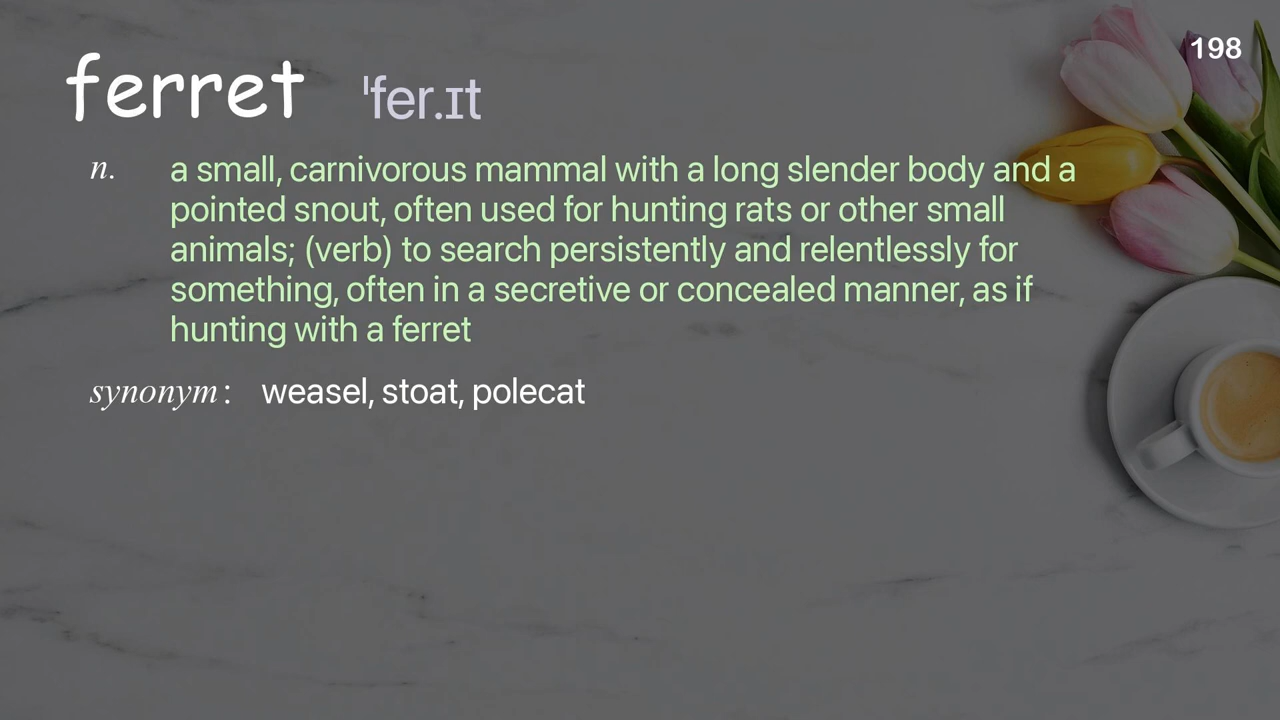 198
ferret ˈfer.ɪt
n. a small, carnivorous mammal with a long slender body and a
pointed snout, often used for hunting rats or other small
animals; (verb) to search persistently and relentlessly for
something, often in a secretive or concealed manner, as if
hunting with a ferret
synonym : weasel, stoat, polecat